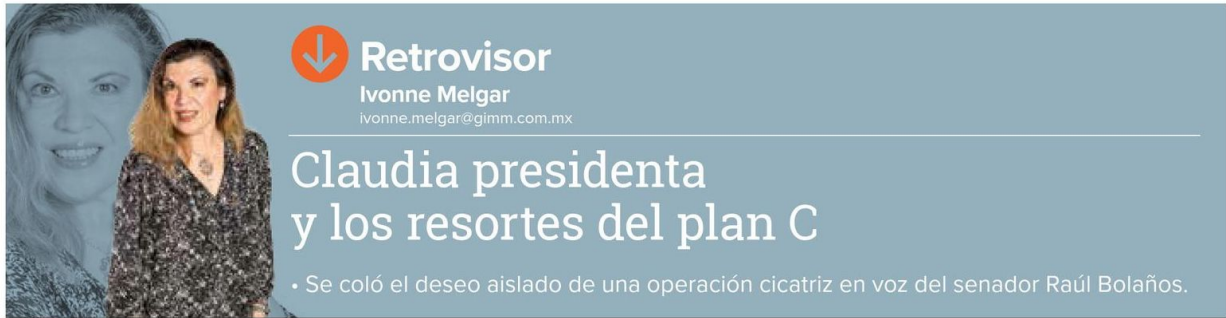 Retrovisor
Ivonne Melgar
ivonne.melgar@gimm.com.mx
Claudia presidenta
y los resortes del plan C
• Se coló el deseo aislado de una operación cicatriz en voz del senador Raúl Bolaños.